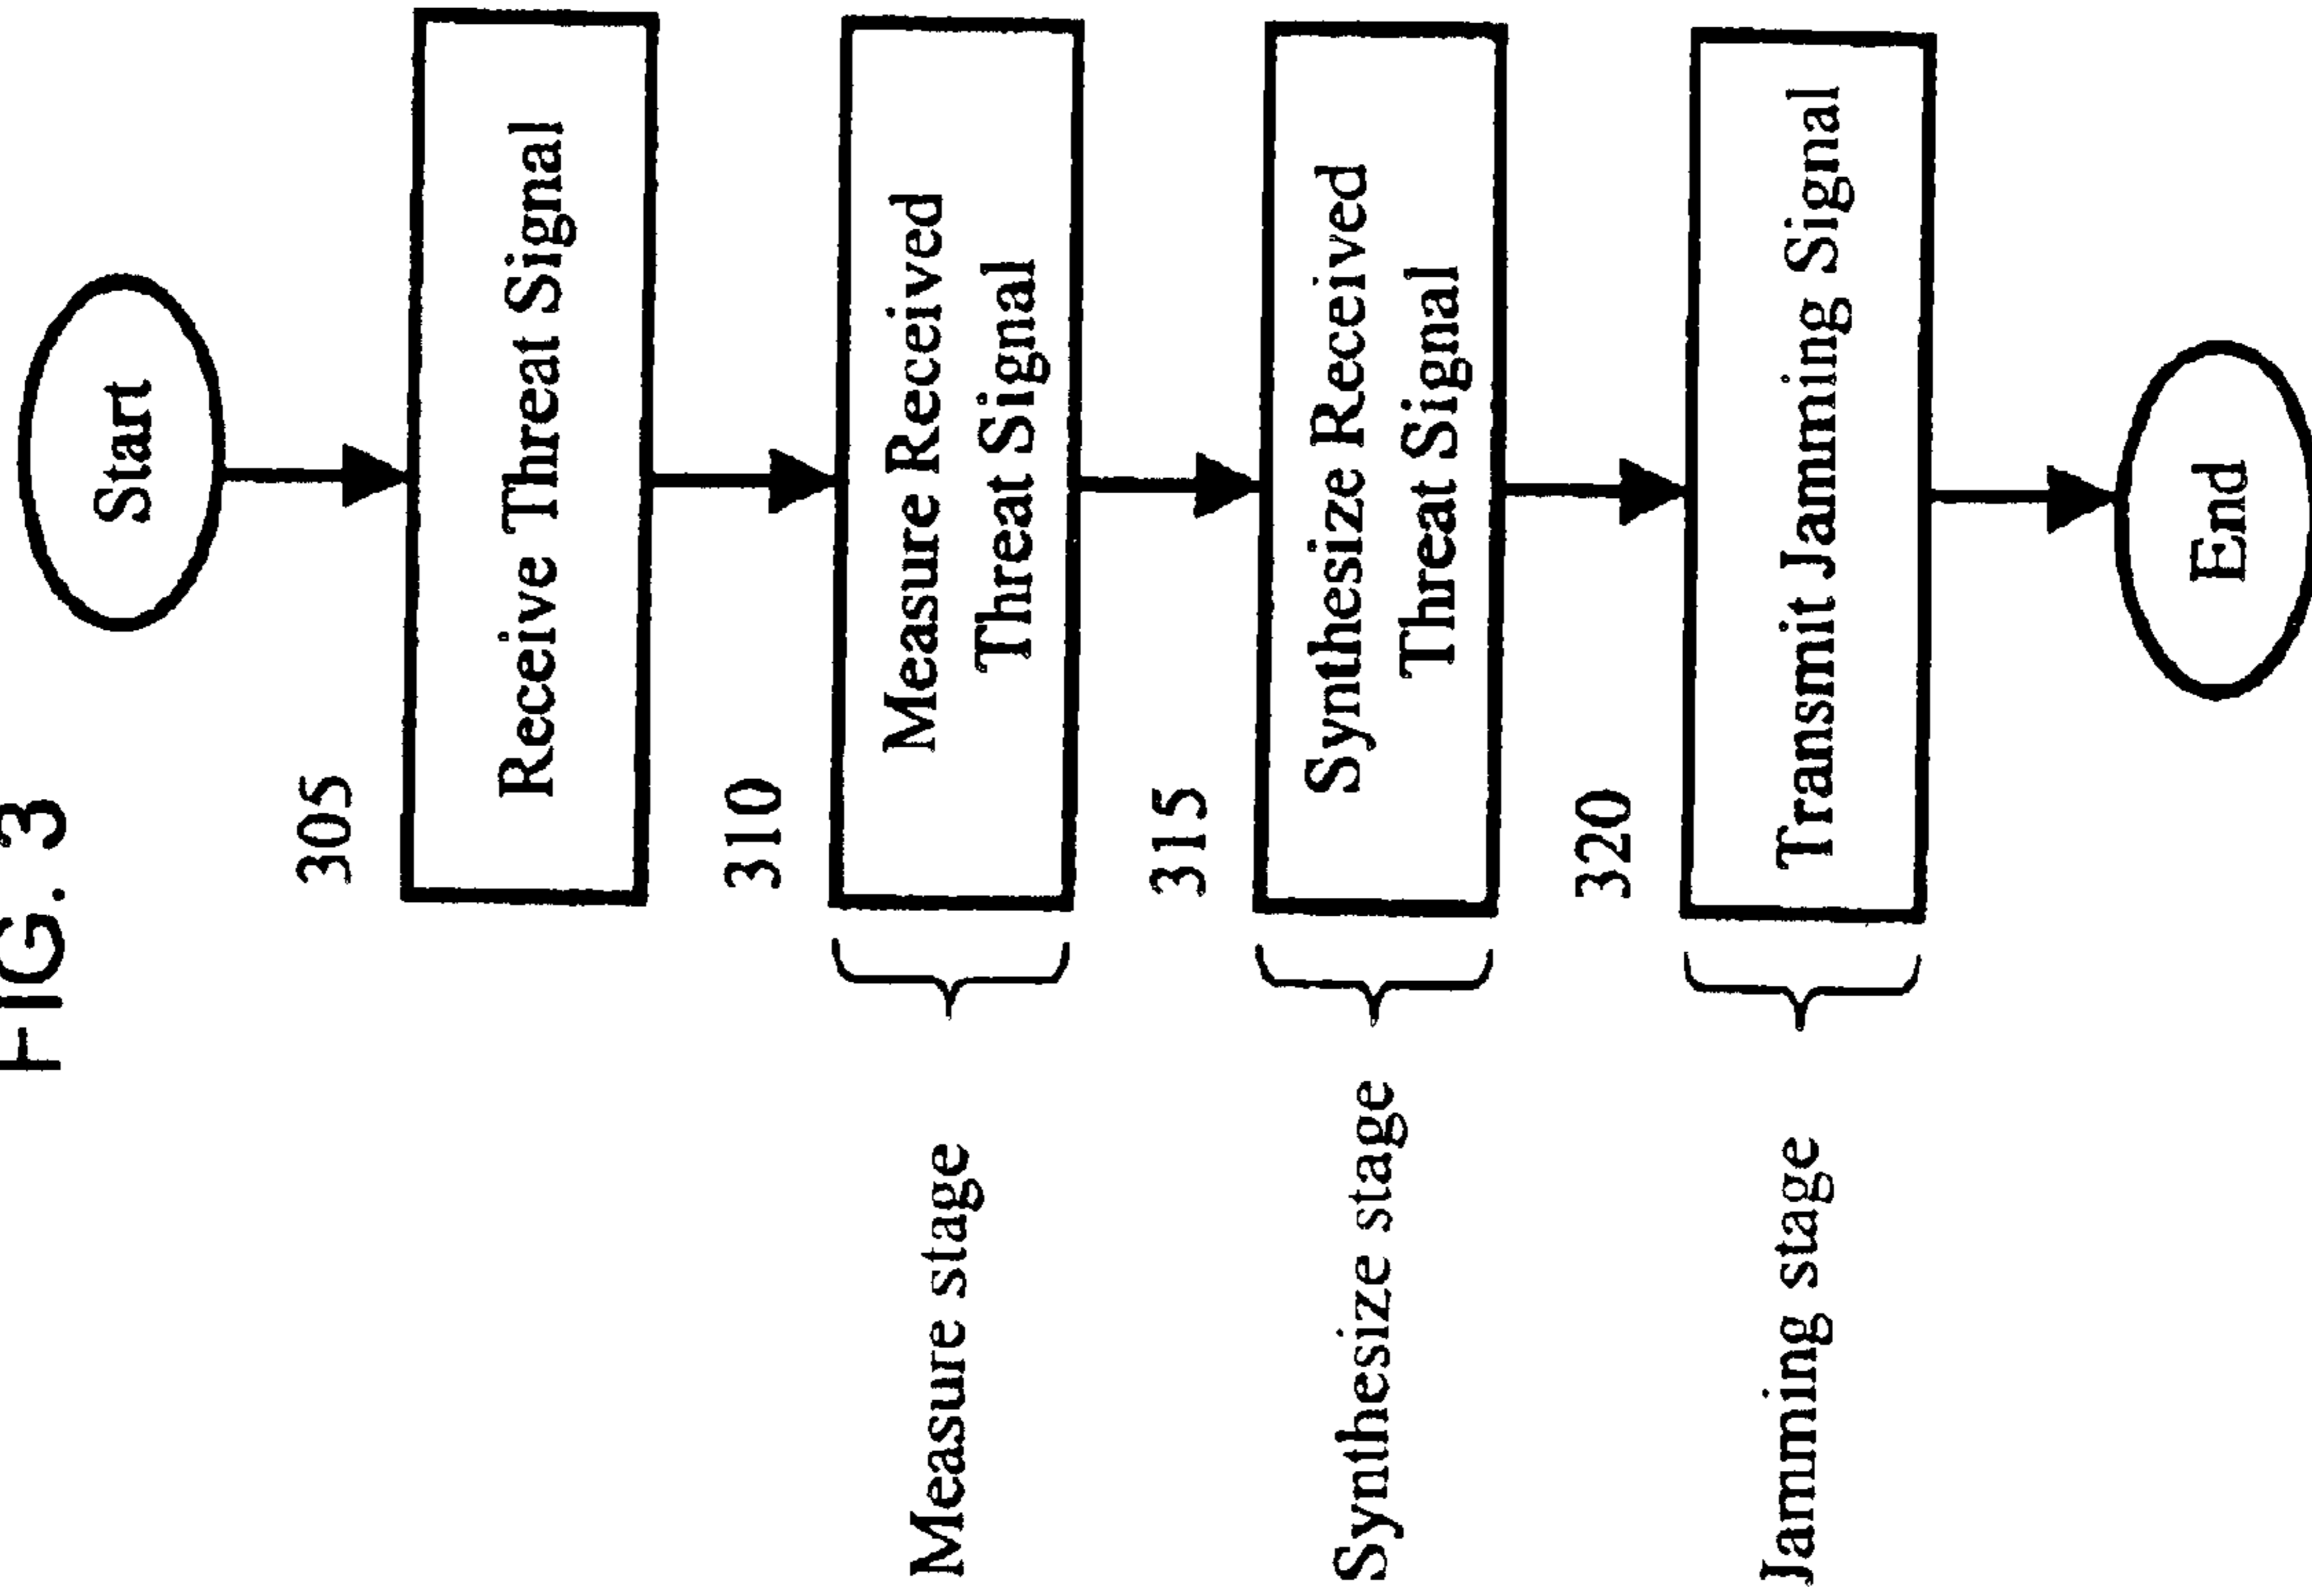 FIG. 3
Start
305
Receive Threat Signal
310
Measure Received
Threat Signal
Measure stage
315
Synthesize Received
Threat Signal
Synthesize stage
320
Transmit Jamming Signal
Jamming stage
End